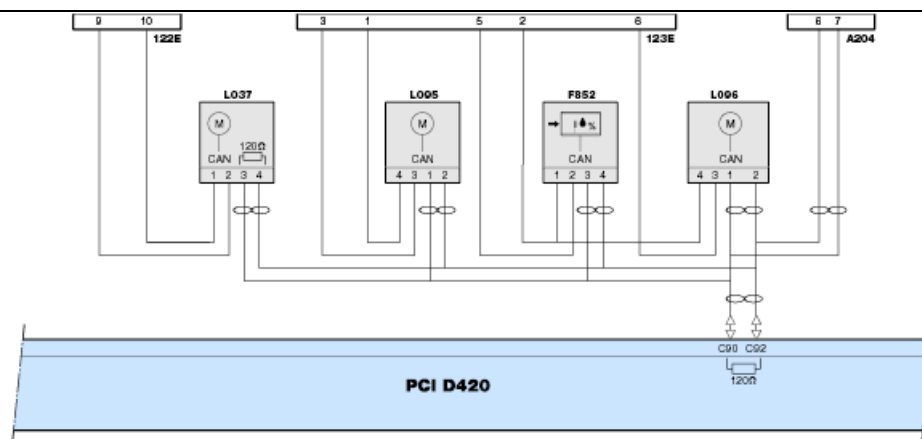 9 10 3 1 5 2 6 6 7
122E 123E A204
L037 L095 F852 L096
M M % M
120Ω
CAN CAN CAN CAN
1 2 3 4 4 3 1 2 1 2 3 4 4 3 1 2
C90 C92
120Ω
PCI D420